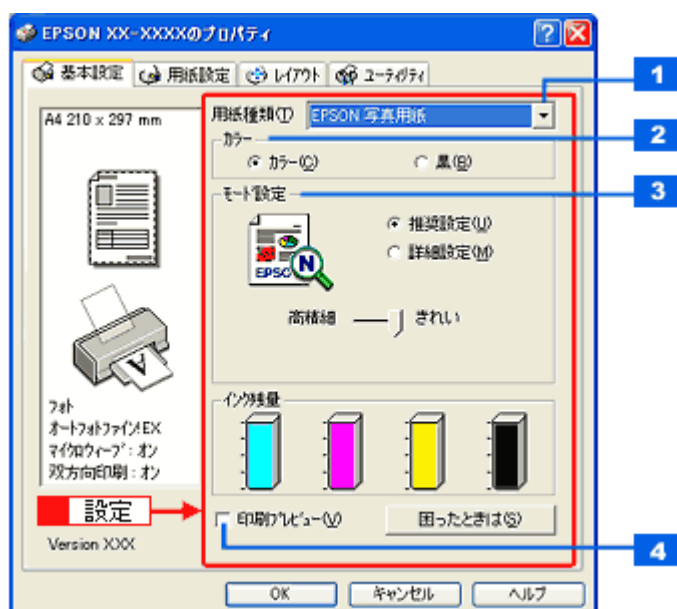 EPSON XX-XXXXのプロパティ
基本設定
用紙設定
レイアウト
ユーティリティ
1
A4 210 x 297 mm
用紙種類(T)
EPSON 写真用紙
カラー
2
カラー(C)
黒(B)
モード設定
3
推奨設定(U)
詳細設定(M)
EPSO
N
高精細
きれい
A
フォト
オートフォトファイン!EX
マイクロウィーブ : オン
双方向印刷 : オン
インク残量
設定
印刷プレビュー(V)
困ったときは(S)
Version XXX
4
OK
キャンセル
ヘルプ